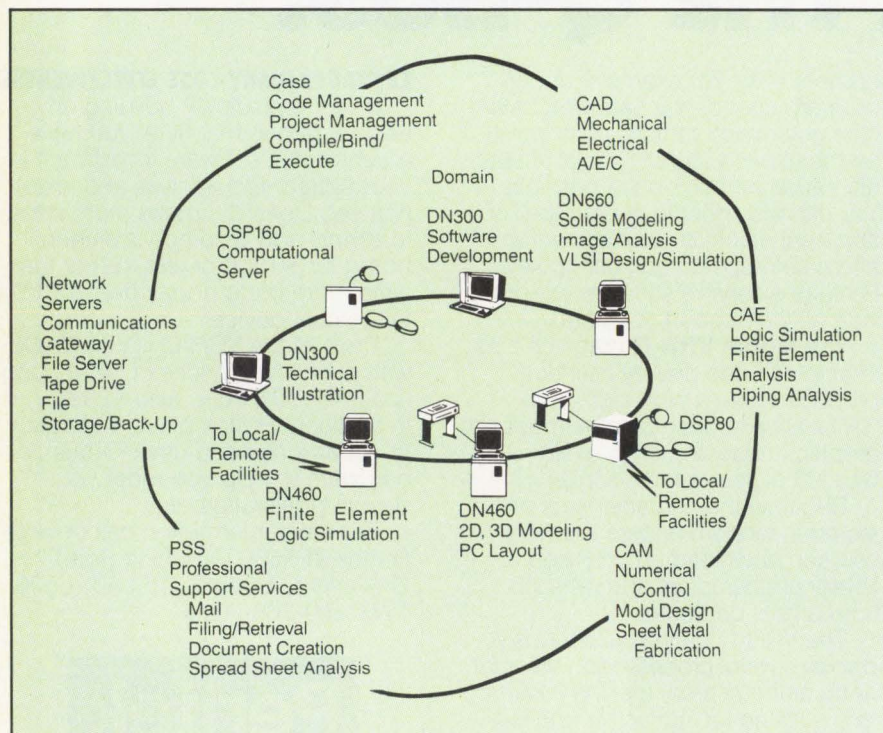 Case
Code Management
Project Management
Compile/Bind/
Execute
CAD
Mechanical
Electrical
A/E/C
Domain
DSP160
Computational
Server
DN300
Software
Development
DN660
Solids Modeling
Image Analysis
VLSI Design/Simulation
Network
Servers
Communications
Gateway/
File Server
Tape Drive
File
Storage/Back-Up
CAE
Logic Simulation
Finite Element
Analysis
Piping Analysis
DN300
Technical
Illustration
DSP80
To Local/
Remote
Facilities
DN460
Finite Element
Logic Simulation
DN460
2D, 3D Modeling
PC Layout
To Local/
Remote
Facilities
PSS
Professional
Support Services
Mail
Filing/Retrieval
Document Creation
Spread Sheet Analysis
CAM
Numerical
Control
Mold Design
Sheet Metal
Fabrication